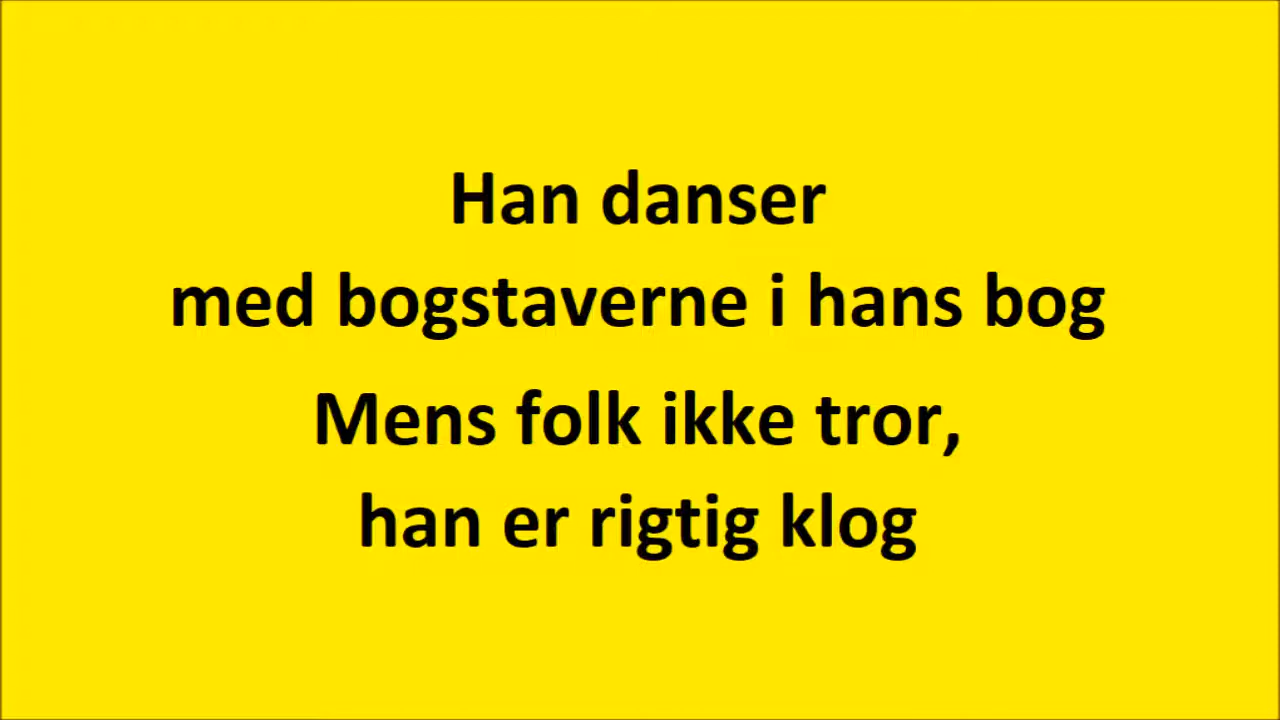 Han danser
med bogstaverne i hans bog
Mens folk ikke tror,
han er rigtig klog